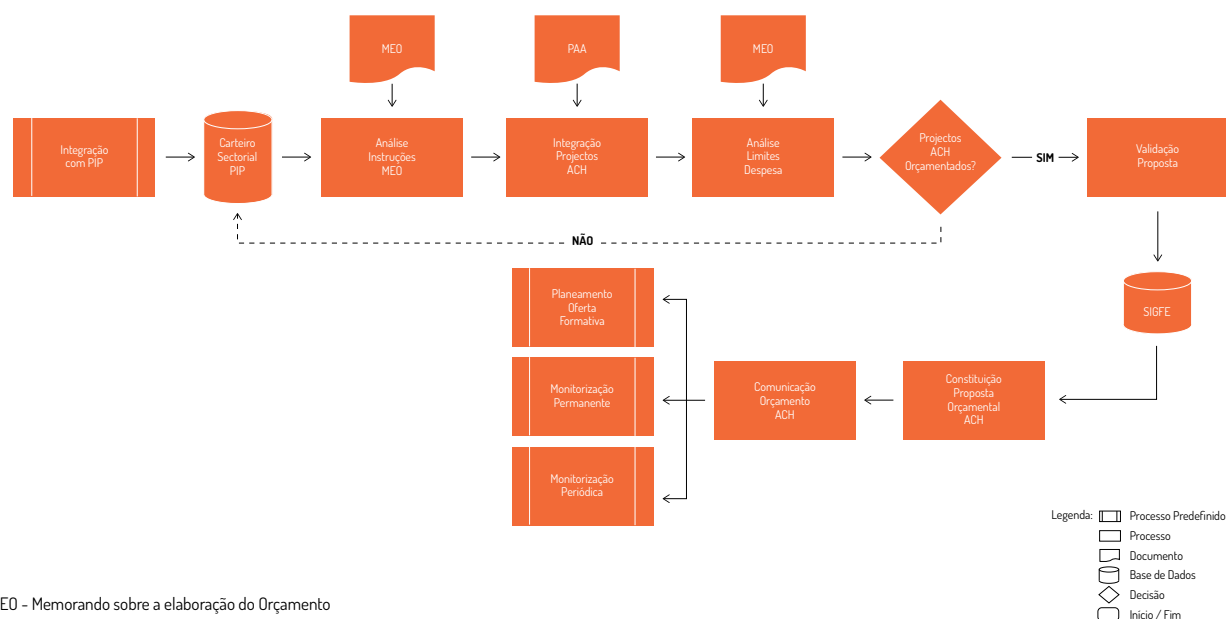 MEO
PAA
MEO
Integração
com PIP
Carteiro
Sectorial
PIP
Análise
Instruções
MEO
Integração
Projectos
ACH
Análise
Limites
Despesa
Projectos
ACH
Orçamentados?
SIM
Validação
Proposta
NÃO
SIGFE
Planeamento
Oferta
Formativa
Monitorização
Permanente
Monitorização
Periódica
Comunicação
Orçamento
ACH
Constituição
Proposta
Orçamental
ACH
Legenda:
Processo Predefinido
Processo
Documento
Base de Dados
Decisão
Início / Fim
EO - Memorando sobre a elaboração do Orçamento